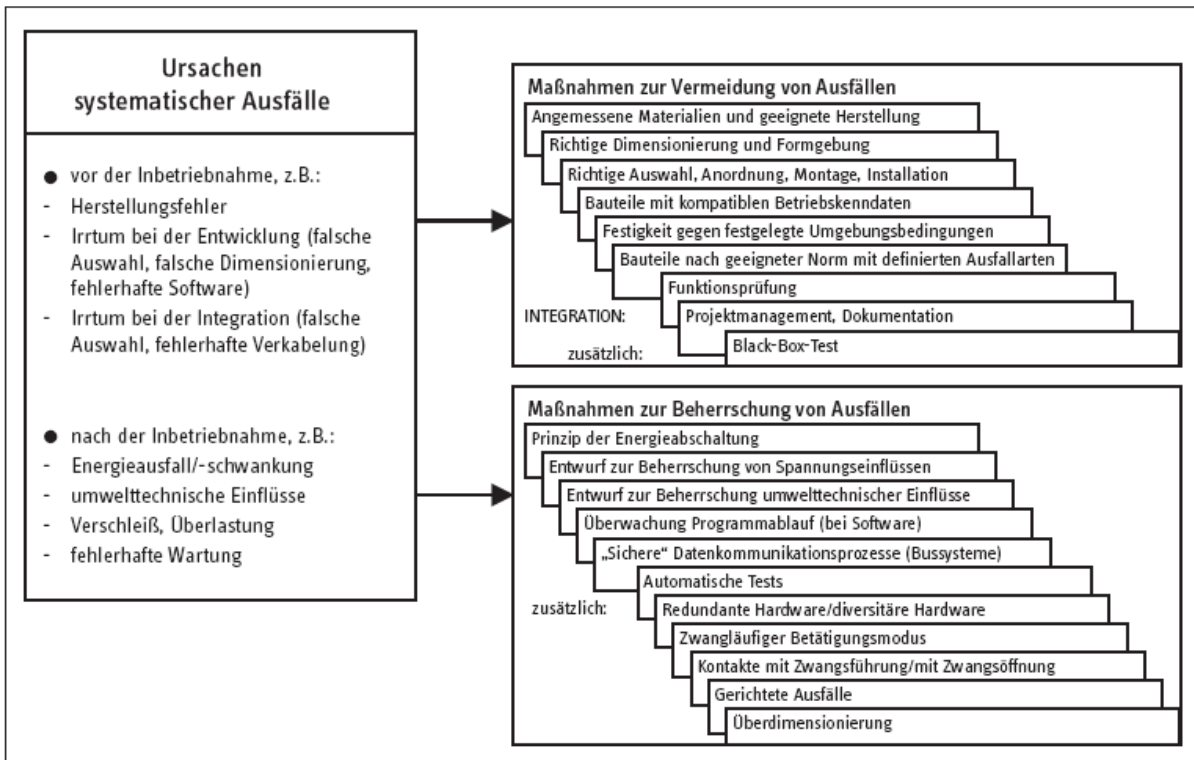 Ursachen
systematischer Ausfälle
● vor der Inbetriebnahme, z.B.:
- Herstellungsfehler
- Irrtum bei der Entwicklung (falsche
Auswahl, falsche Dimensionierung,
fehlerhafte Software)
- Irrtum bei der Integration (falsche
Auswahl, fehlerhafte Verkabelung)
● nach der Inbetriebnahme, z.B.:
- Energieausfall/-schwankung
- umwelttechnische Einflüsse
- Verschleiß, Überlastung
- fehlerhafte Wartung
Maßnahmen zur Vermeidung von Ausfällen
Angemessene Materialien und geeignete Herstellung
Richtige Dimensionierung und Formgebung
Richtige Auswahl, Anordnung, Montage, Installation
Bauteile mit kompatiblen Betriebskenndaten
Festigkeit gegen festgelegte Umgebungsbedingungen
Bauteile nach geeigneter Norm mit definierten Ausfallarten
Funktionsprüfung
INTEGRATION: Projektmanagement, Dokumentation
zusätzlich: Black-Box-Test
Maßnahmen zur Beherrschung von Ausfällen
Prinzip der Energieabschaltung
Entwurf zur Beherrschung von Spannungseinflüssen
Entwurf zur Beherrschung umwelttechnischer Einflüsse
Überwachung Programmablauf (bei Software)
„Sichere“ Datenkommunikationsprozesse (Bussysteme)
Automatische Tests
zusätzlich: Redundante Hardware/diversitäre Hardware
Zwangläufiger Betätigungsmodus
Kontakte mit Zwangsführung/mit Zwangsöffnung
Gerichtete Ausfälle
Überdimensionierung